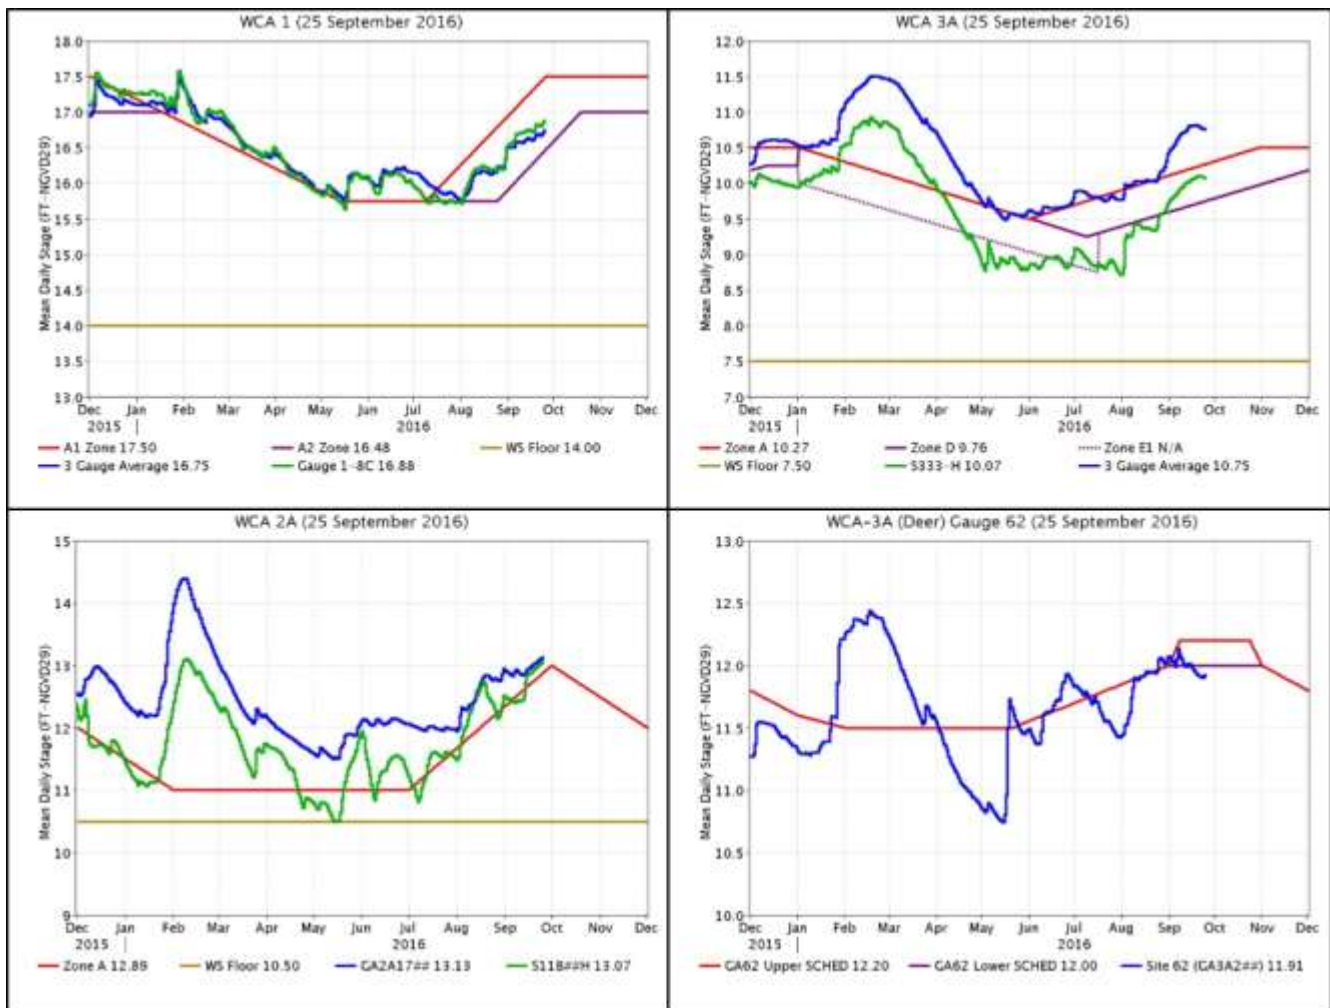 WCA 1 (25 September 2016)
Mean Daily Stage (FT-NGVD29)
18.0
17.5
17.0
16.5
16.0
15.5
15.0
14.5
14.0
13.5
13.0
Dec Jan Feb Mar Apr May Jun Jul Aug Sep Oct Nov Dec
2015 | 2016
A1 Zone 17.50 A2 Zone 16.48 WS Floor 14.00
3 Gauge Average 16.75 Gauge 1-8C 16.88
WCA 3A (25 September 2016)
Mean Daily Stage (FT-NGVD29)
12.0
11.5
11.0
10.5
10.0
9.5
9.0
8.5
8.0
7.5
7.0
Dec Jan Feb Mar Apr May Jun Jul Aug Sep Oct Nov Dec
2015 | 2016
Zone A 10.27 Zone D 9.76 Zone E1 N/A
WS Floor 7.50 S333-H 10.07 3 Gauge Average 10.75
WCA 2A (25 September 2016)
Mean Daily Stage (FT-NGVD29)
15
14
13
12
11
10
9
Dec Jan Feb Mar Apr May Jun Jul Aug Sep Oct Nov Dec
2015 | 2016
Zone A 12.89 WS Floor 10.50 GA2A17## 13.13 S11B##H 13.07
WCA-3A (Deer) Gauge 62 (25 September 2016)
Mean Daily Stage (FT-NGVD29)
13.0
12.5
12.0
11.5
11.0
10.5
10.0
Dec Jan Feb Mar Apr May Jun Jul Aug Sep Oct Nov Dec
2015 | 2016
GA62 Upper SCHED 12.20 GA62 Lower SCHED 12.00 Site 62 (GA3A2##) 11.91